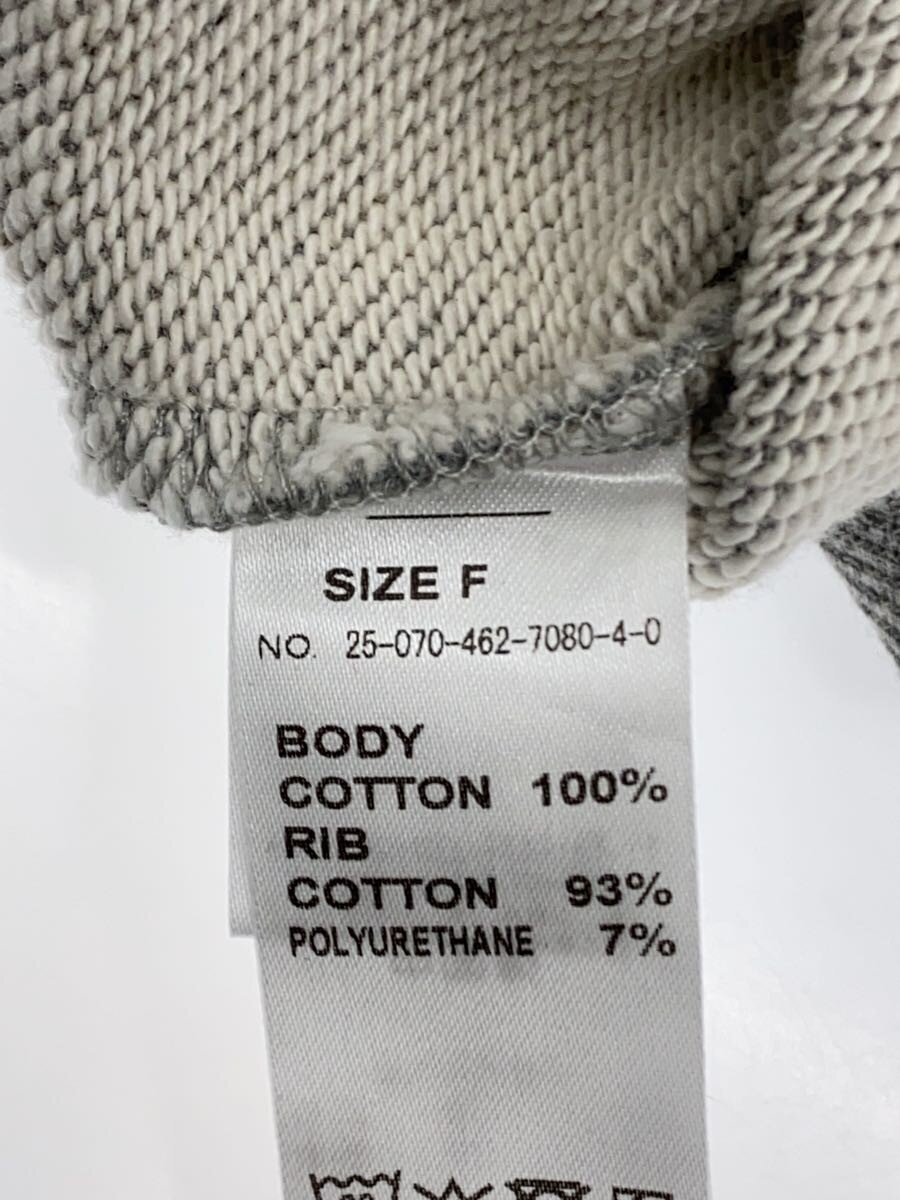 SIZE F
NO. 25-070-462-7080-4-0
BODY
COTTON 100%
RIB
COTTON 93%
POLYURETHANE 7%